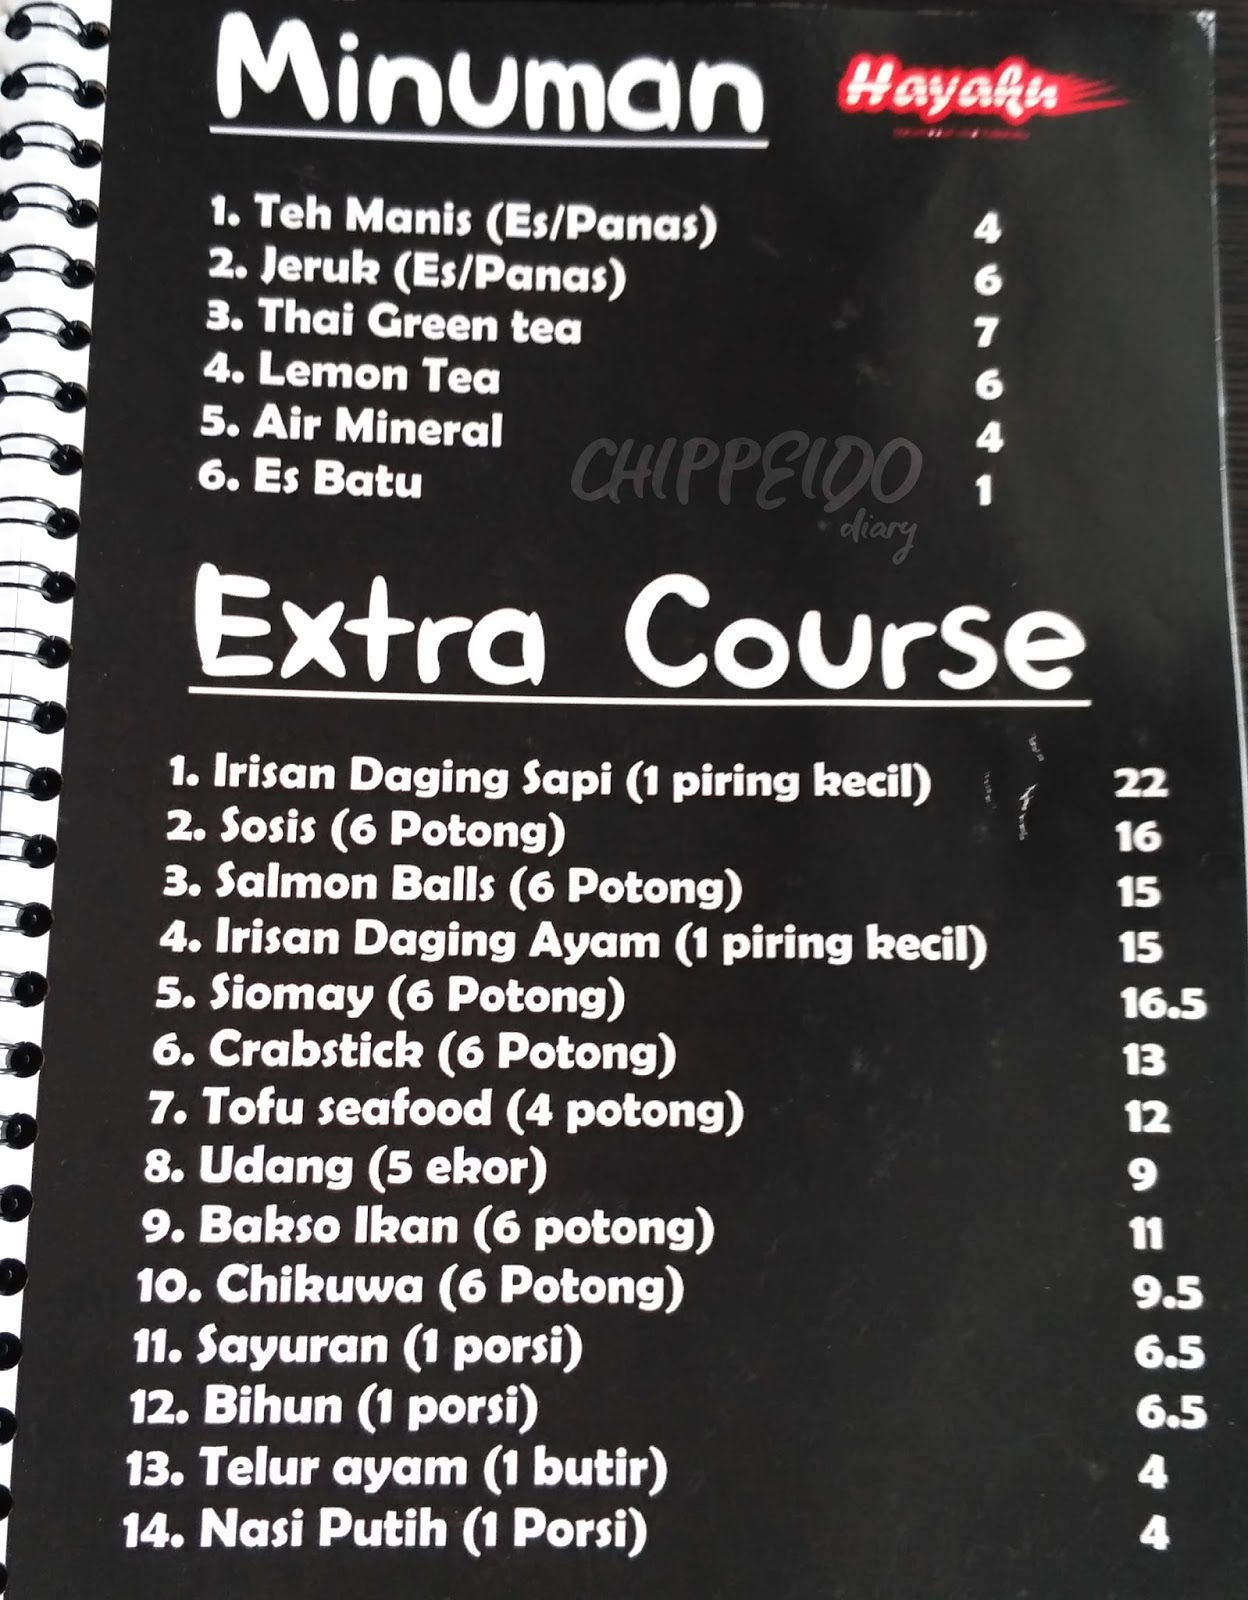 Minuman
Hayaku
1. Teh Manis (Es/Panas) 4
2. Jeruk (Es/Panas) 6
3. Thai Green tea 7
4. Lemon Tea 6
5. Air Mineral 4
6. Es Batu 1
CHIPPEIDO
diary
Extra Course
1. Irisan Daging Sapi (1 piring kecil) 22
2. Sosis (6 Potong) 16
3. Salmon Balls (6 Potong) 15
4. Irisan Daging Ayam (1 piring kecil) 15
5. Siomay (6 Potong) 16.5
6. Crabstick (6 Potong) 13
7. Tofu seafood (4 potong) 12
8. Udang (5 ekor) 9
9. Bakso Ikan (6 potong) 11
10. Chikuwa (6 Potong) 9.5
11. Sayuran (1 porsi) 6.5
12. Bihun (1 porsi) 6.5
13. Telur ayam (1 butir) 4
14. Nasi Putih (1 Porsi) 4